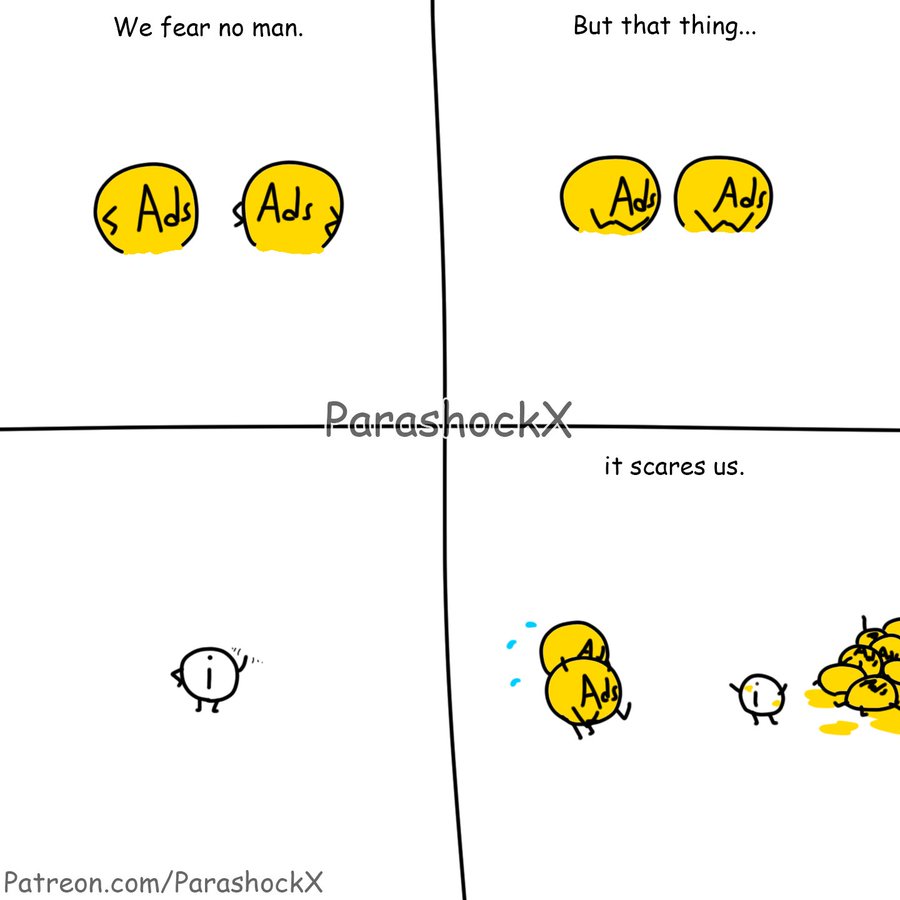 We fear no man.
But that thing...
Ads
Ads
Ads
Ads
ParashockX
it scares us.
i
Ads
i
Ads
Patreon.com/ParashockX